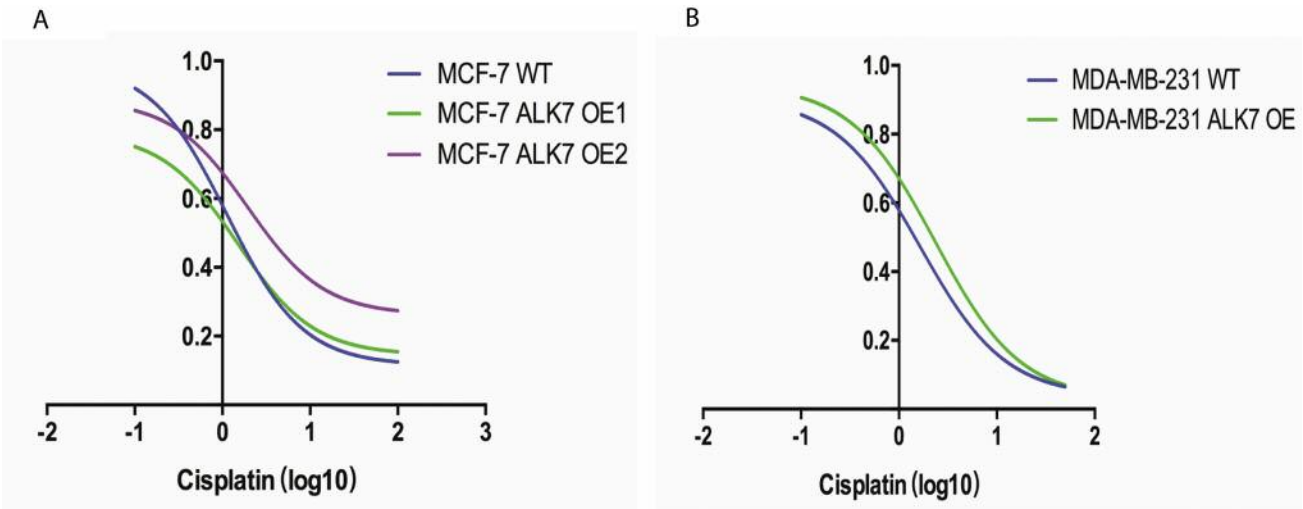 A
1.0
0.8
0.6
0.4
0.2
-2 -1 0 1 2 3
Cisplatin (log10)
MCF-7 WT
MCF-7 ALK7 OE1
MCF-7 ALK7 OE2
B
1.0
0.8
0.6
0.4
0.2
-2 -1 0 1 2
Cisplatin (log10)
MDA-MB-231 WT
MDA-MB-231 ALK7 OE